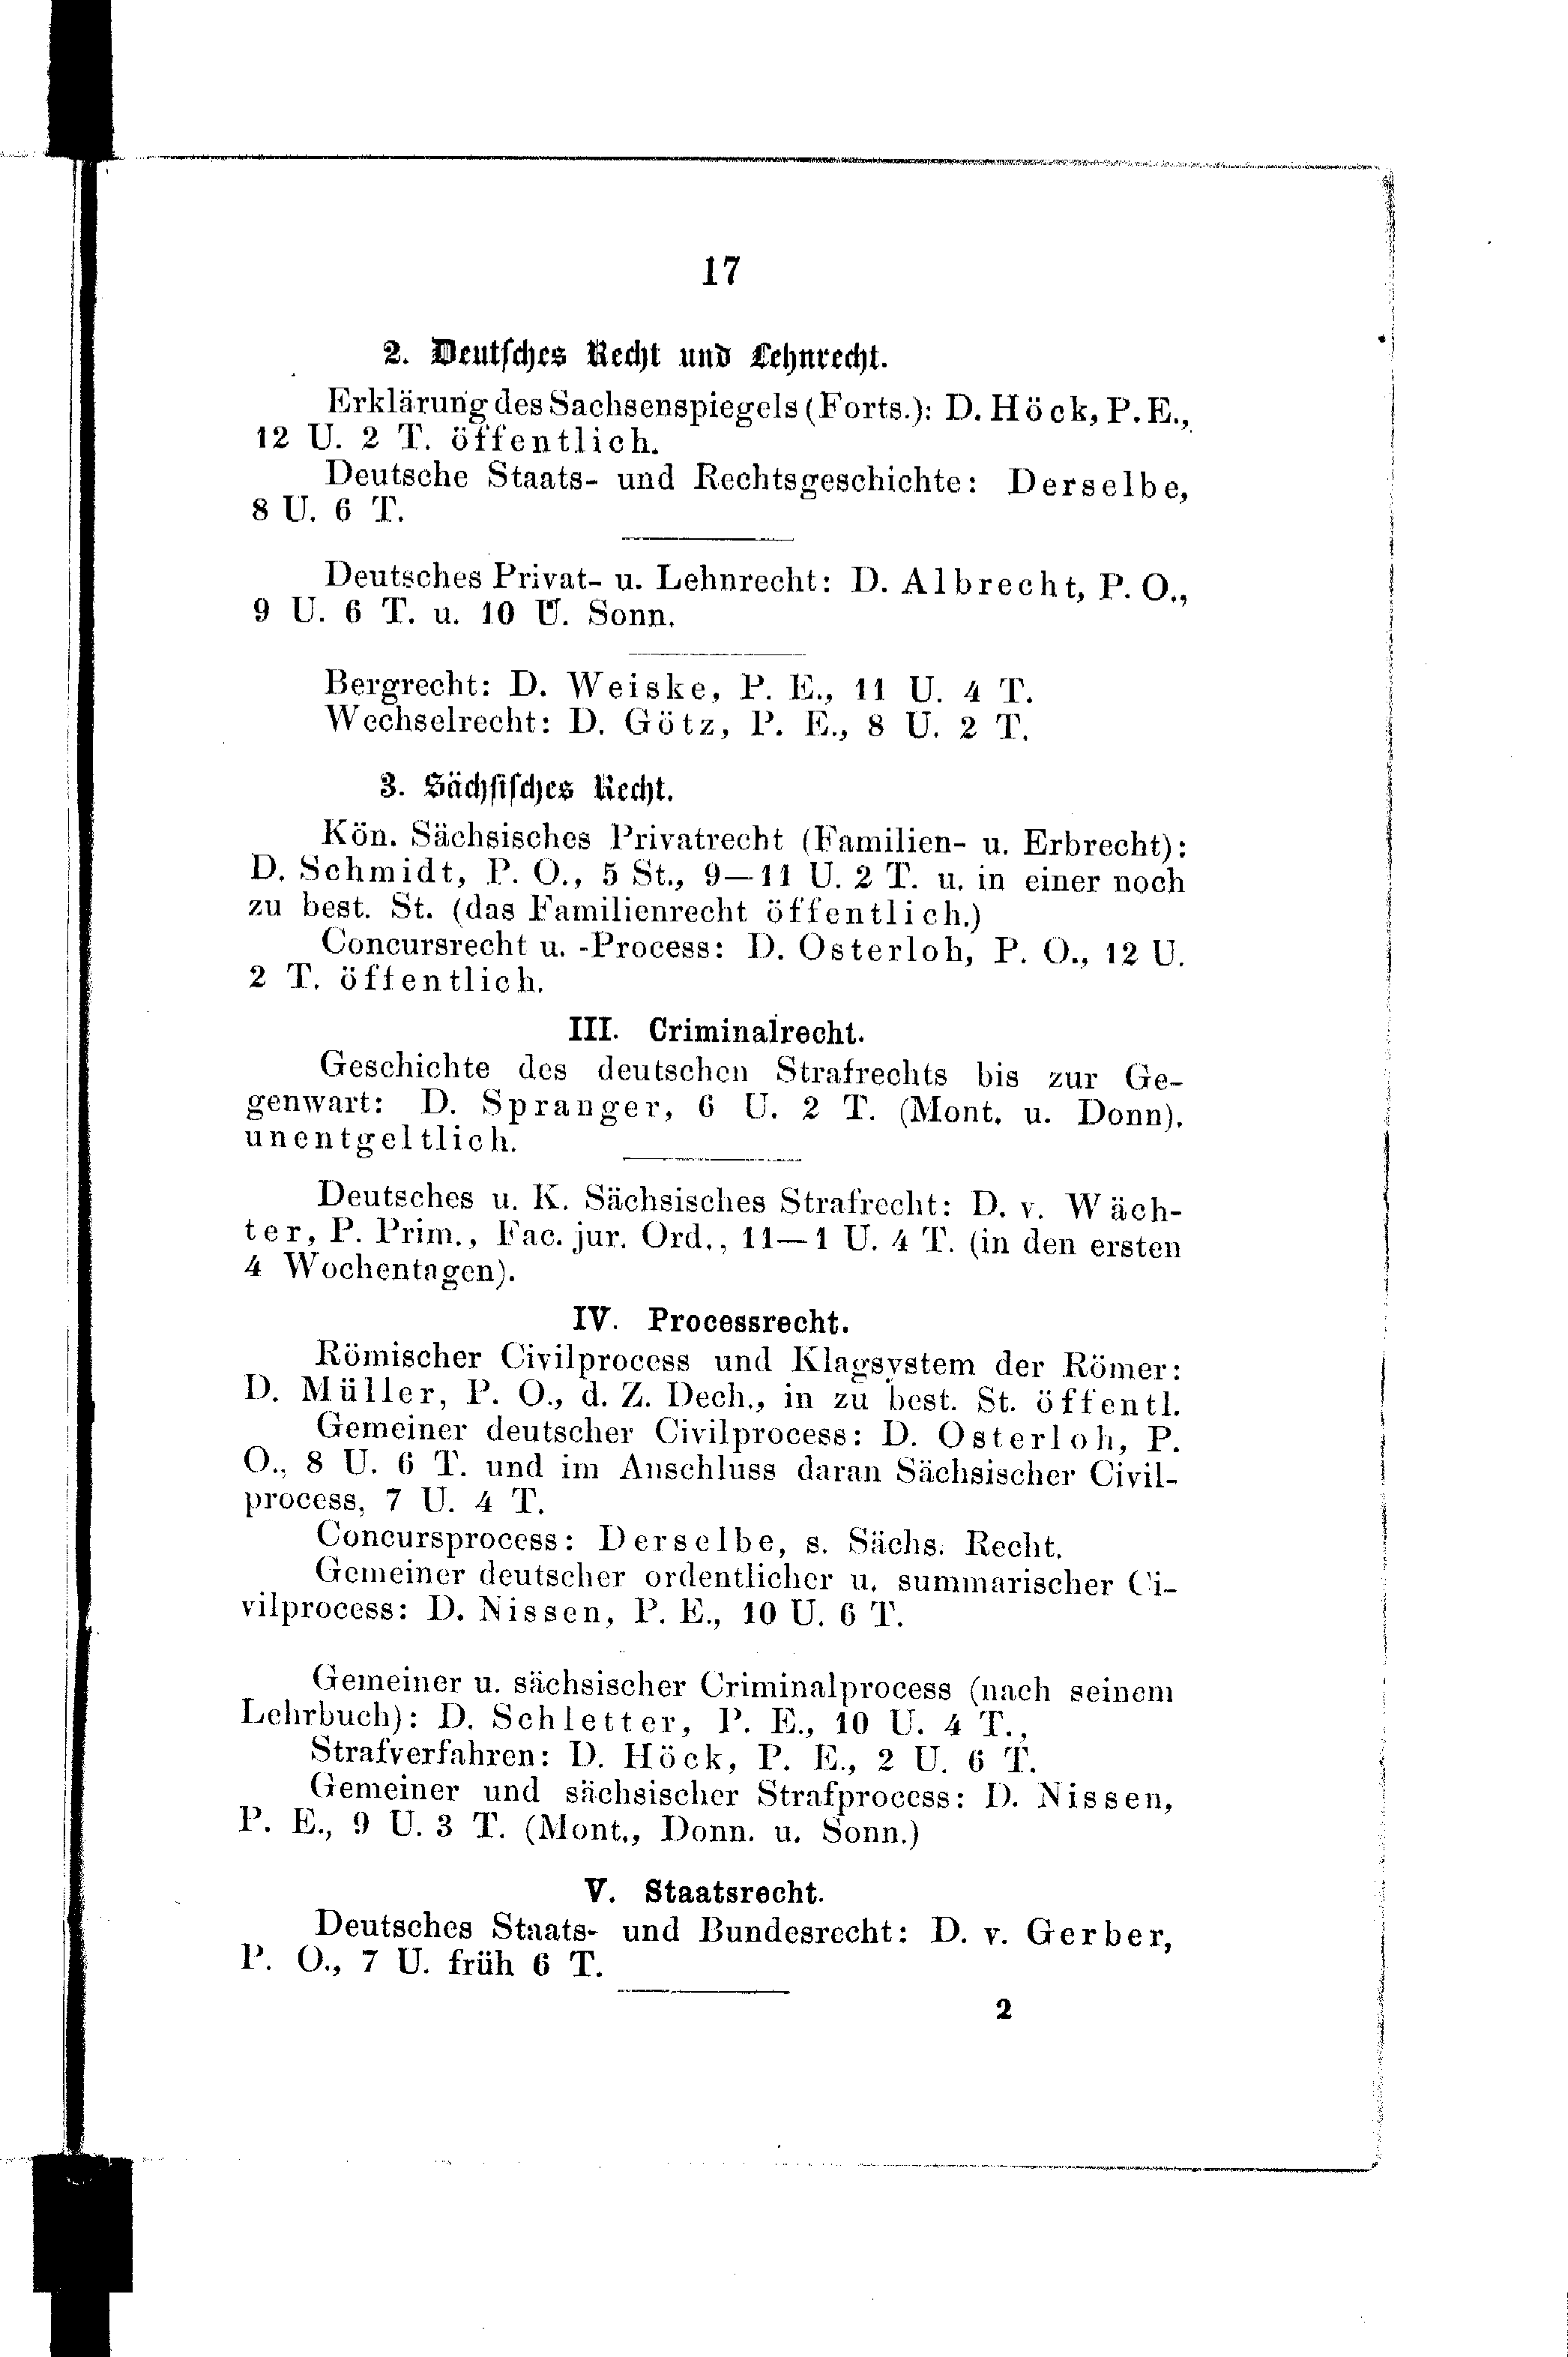 17
2. Deutsches Recht und Lehnrecht.
Erklärung des Sachsenspiegels (Forts.): D. Höck, P. E.,
12 U. 2 T. öffentlich.
Deutsche Staats- und Rechtsgeschichte: Derselbe,
8 U. 6 T.
Deutsches Privat- u. Lehnrecht: D. Albrecht, P. O.,
9 U. 6 T. u. 10 U. Sonn.
Bergrecht: D. Weiske, P. E., 11 U. 4 T.
Wechselrecht: D. Götz, P. E., 8 U. 2 T.
3. Sächsisches Recht.
Kön. Sächsisches Privatrecht (Familien- u. Erbrecht):
D. Schmidt, P. O., 5 St., 9—11 U. 2 T. u. in einer noch
zu best. St. (das Familienrecht öffentlich.)
Concursrecht u. -Process: D. Osterloh, P. O., 12 U.
2 T. öffentlich.
III. Criminalrecht.
Geschichte des deutschen Strafrechts bis zur Ge-
genwart: D. Spranger, 6 U. 2 T. (Mont. u. Donn).
unentgeltlich.
Deutsches u. K. Sächsisches Strafrecht: D. v. Wäch-
ter, P. Prim., Fac. jur. Ord., 11—1 U. 4 T. (in den ersten
4 Wochentagen).
IV. Processrecht.
Römischer Civilprocess und Klagsystem der Römer:
D. Müller, P. O., d. Z. Dech., in zu best. St. öffentl.
Gemeiner deutscher Civilprocess: D. Osterloh, P.
O., 8 U. 6 T. und im Anschluss daran Sächsischer Civil-
process, 7 U. 4 T.
Concursprocess: Derselbe, s. Sächs. Recht.
Gemeiner deutscher ordentlicher u. summarischer Ci-
vilprocess: D. Nissen, P. E., 10 U. 6 T.
Gemeiner u. sächsischer Criminalprocess (nach seinem
Lehrbuch): D. Schletter, P. E., 10 U. 4 T.,
Strafverfahren: D. Höck, P. E., 2 U. 6 T.
Gemeiner und sächsischer Strafprocess: D. Nissen,
P. E., 9 U. 3 T. (Mont., Donn. u. Sonn.)
V. Staatsrecht.
Deutsches Staats- und Bundesrecht: D. v. Gerber,
P. O., 7 U. früh 6 T.
2